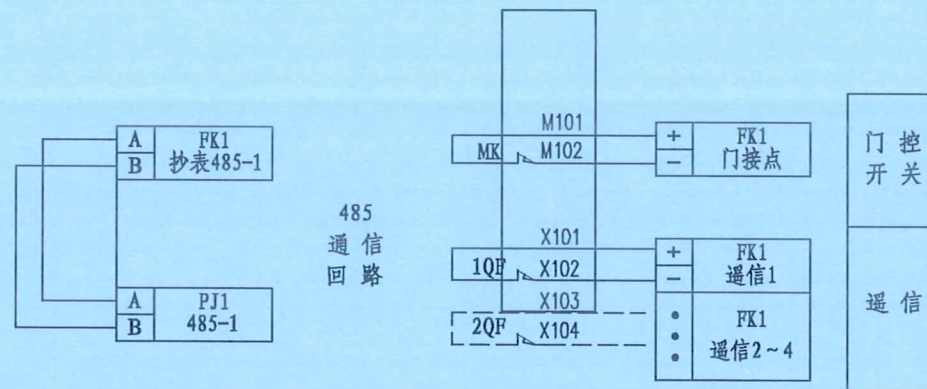 A FK1
B 抄表485-1
A PJ1
B 485-1
485
通信
回路
M101
MK M102
+ FK1
- 门接点
X101
1QF X102
X103
2QF X104
+ FK1
- 遥信1
FK1
遥信2~4
门控
开关
遥信